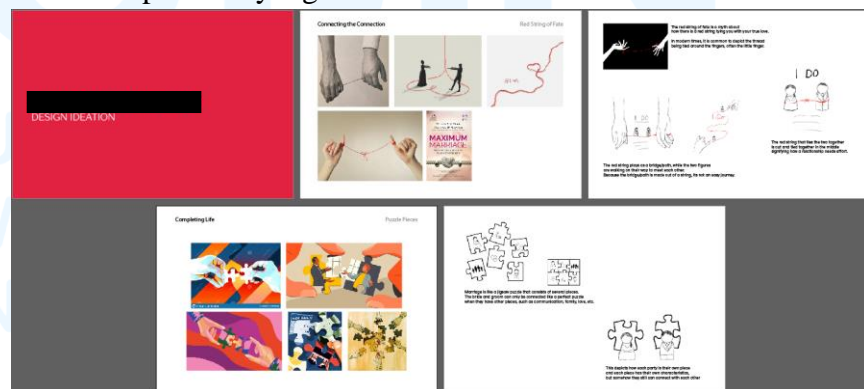 DESIGN IDEATION
Connecting the Connection
Red String of Fate
MAXIMUM
MARRIAGE
The red string of fate is a myth about
how there is a red string tying you with your true love.
In modern times, it is common to depict the thread
being tied around the fingers, often the little finger.
I DO
I DO
The red string place as a bridge/path, while the two figures
are walking on their way to meet each other.
Because the bridge/path is made out of a string, its not an easy journey.
The red string that ties the two together
is cut and tied together in the middle
signifying how a relationship needs effort.
Completing Life
Puzzle Pieces
Marriage is like a jigsaw puzzle that consists of several pieces.
The bride and groom can only be connected like a perfect puzzle
when they have other pieces, such as communication, family, love, etc.
This depicts how each party is their own piece
and each piece has their own characteristics,
but somehow they still can connect with each other